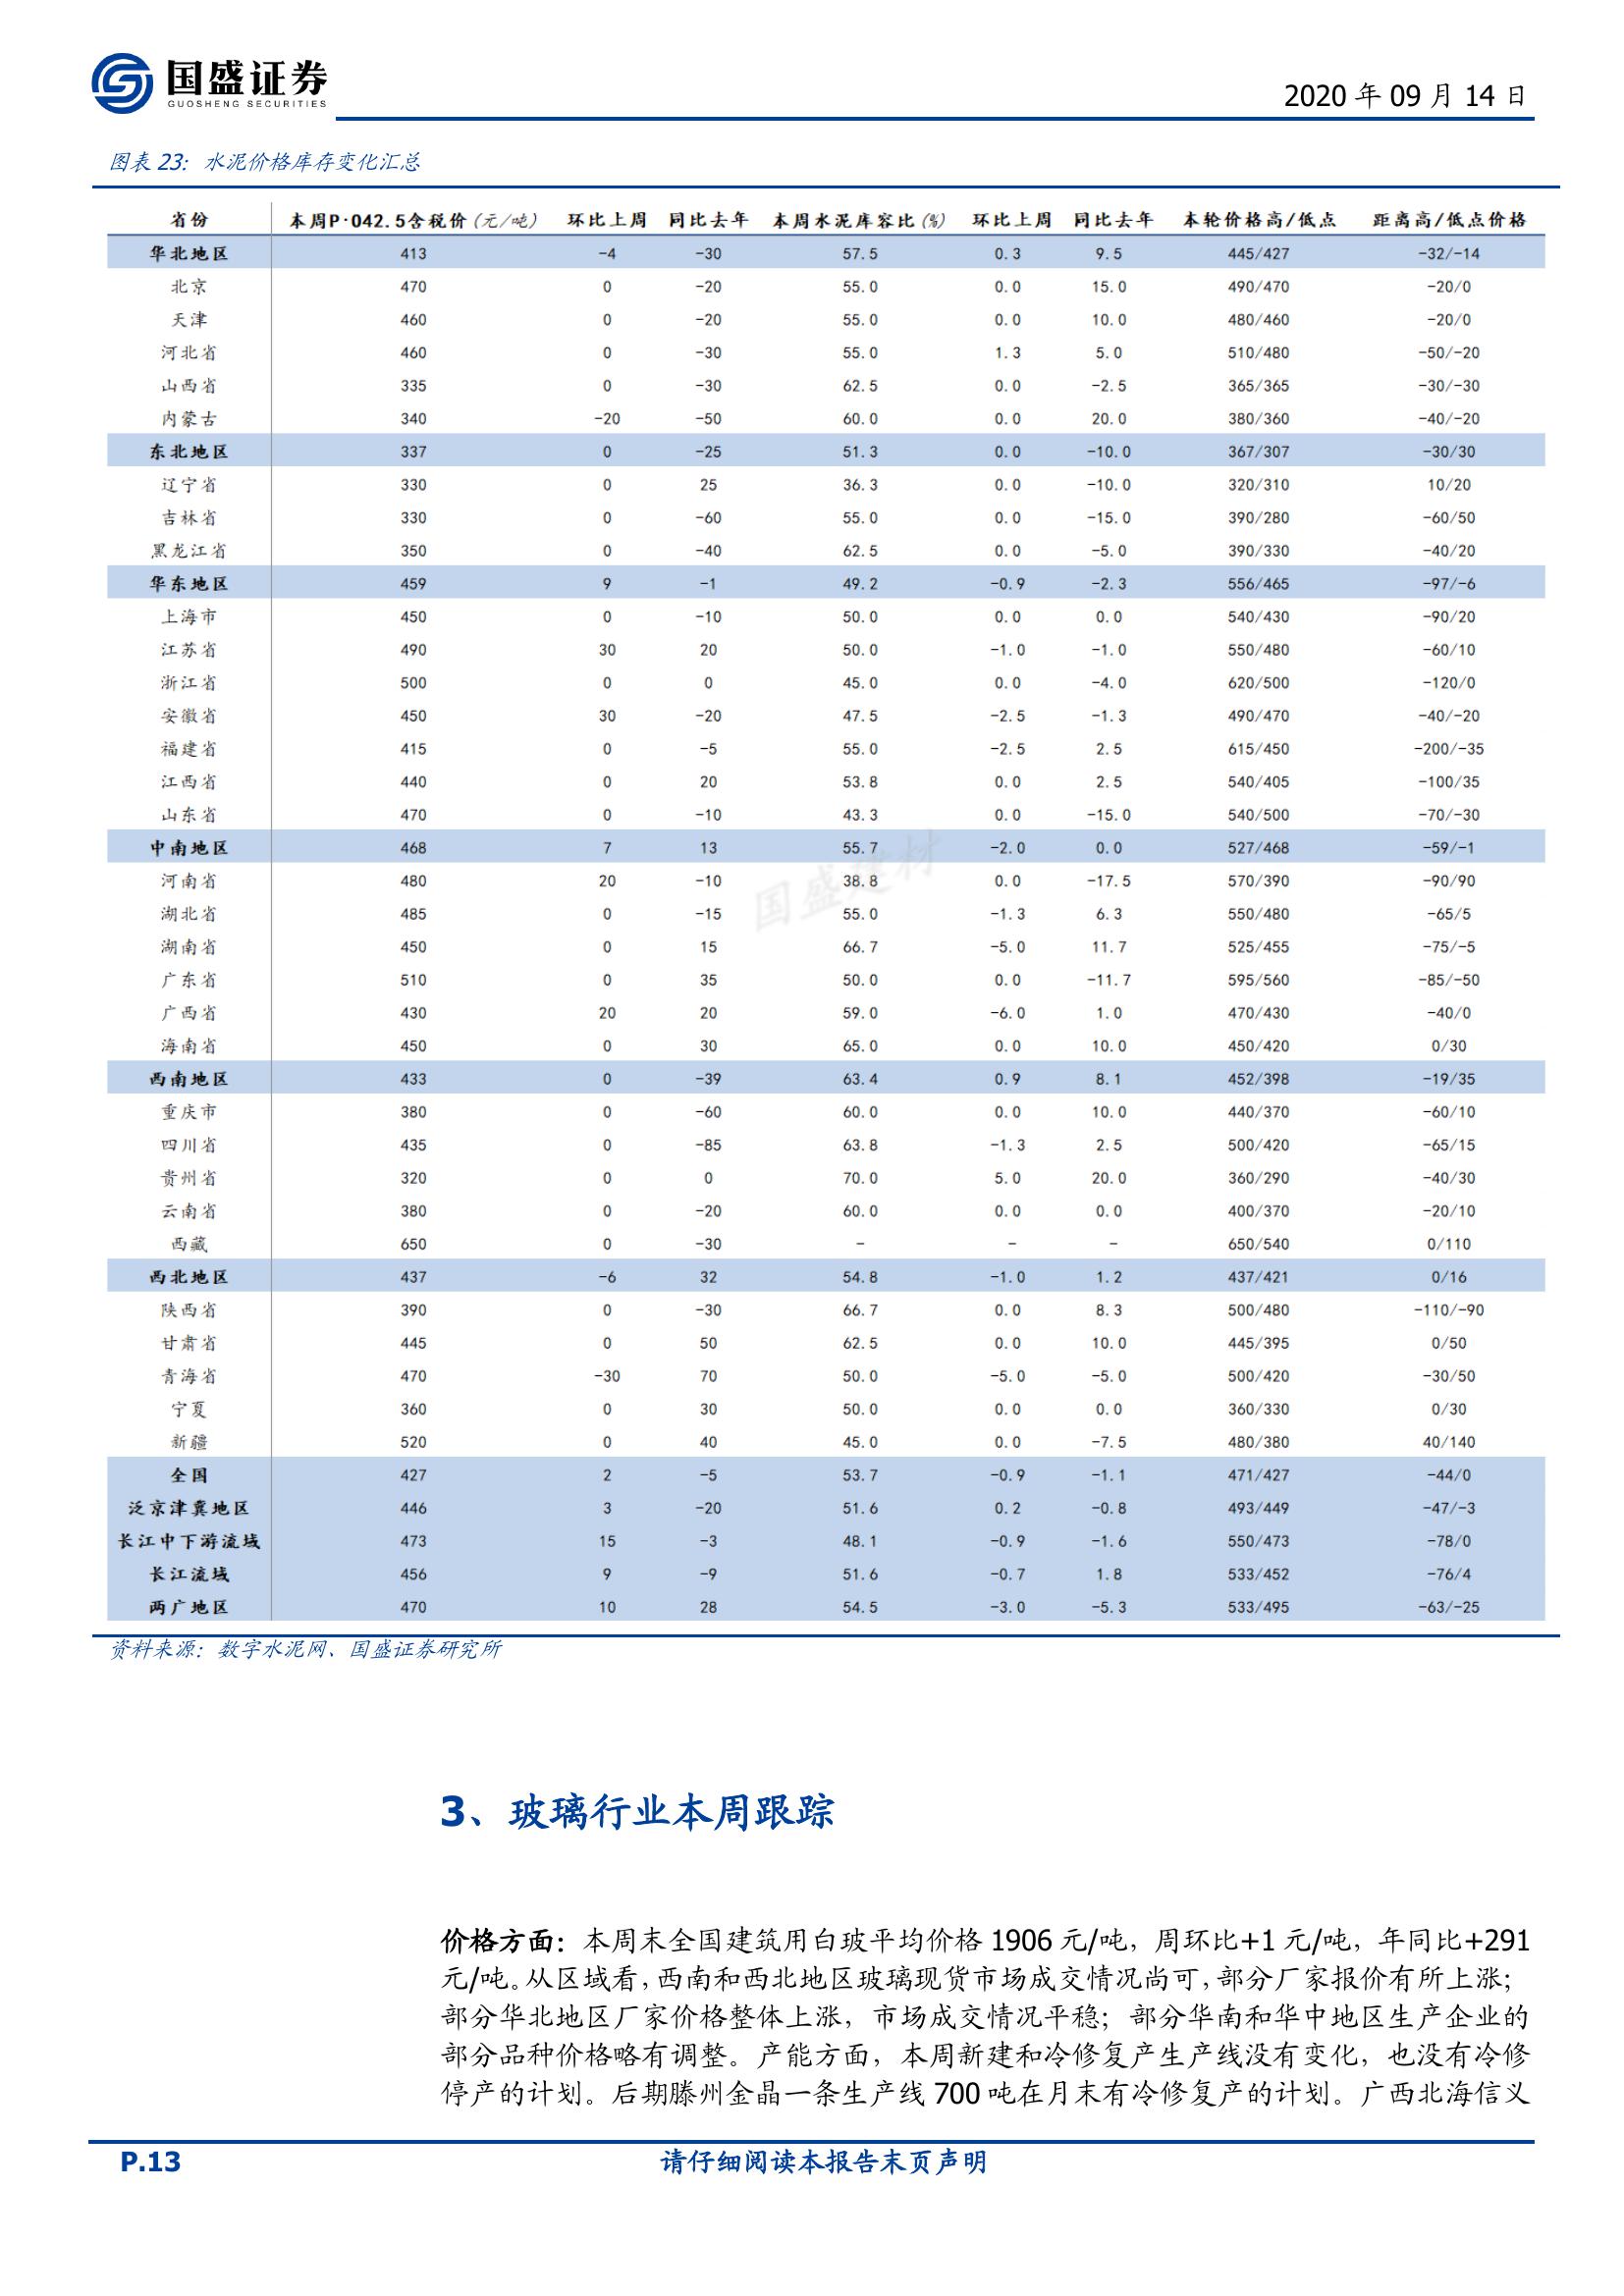 国盛证券
GUOSHENG SECURITIES
2020 年 09 月 14 日
图表 23：水泥价格库存变化汇总
省份 本周P·O42.5含税价(元/吨) 环比上周 同比去年 本周水泥库容比(%) 环比上周 同比去年 本轮价格高/低点 距离高/低点价格
华北地区 413 -4 -30 57.5 0.3 9.5 445/427 -32/-14
北京 470 0 -20 55.0 0.0 15.0 490/470 -20/0
天津 460 0 -20 55.0 0.0 10.0 480/460 -20/0
河北省 460 0 -30 55.0 1.3 5.0 510/480 -50/-20
山西省 335 0 -30 62.5 0.0 -2.5 365/365 -30/-30
内蒙古 340 -20 -50 60.0 0.0 20.0 380/360 -40/-20
东北地区 337 0 -25 51.3 0.0 -10.0 367/307 -30/30
辽宁省 330 0 25 36.3 0.0 -10.0 320/310 10/20
吉林省 330 0 -60 55.0 0.0 -15.0 390/280 -60/50
黑龙江省 350 0 -40 62.5 0.0 -5.0 390/330 -40/20
华东地区 459 9 -1 49.2 -0.9 -2.3 556/465 -97/-6
上海市 450 0 -10 50.0 0.0 0.0 540/430 -90/20
江苏省 490 30 20 50.0 -1.0 -1.0 550/480 -60/10
浙江省 500 0 0 45.0 0.0 -4.0 620/500 -120/0
安徽省 450 30 -20 47.5 -2.5 -1.3 490/470 -40/-20
福建省 415 0 -5 55.0 -2.5 2.5 615/450 -200/-35
江西省 440 0 20 53.8 0.0 2.5 540/405 -100/35
山东省 470 0 -10 43.3 0.0 -15.0 540/500 -70/-30
中南地区 468 7 13 55.7 -2.0 0.0 527/468 -59/-1
河南省 480 20 -10 38.8 0.0 -17.5 570/390 -90/90
湖北省 485 0 -15 55.0 -1.3 6.3 550/480 -65/5
湖南省 450 0 15 66.7 -5.0 11.7 525/455 -75/-5
广东省 510 0 35 50.0 0.0 -11.7 595/560 -85/-50
广西省 430 20 20 59.0 -6.0 1.0 470/430 -40/0
海南省 450 0 30 65.0 0.0 10.0 450/420 0/30
西南地区 433 0 -39 63.4 0.9 8.1 452/398 -19/35
重庆市 380 0 -60 60.0 0.0 10.0 440/370 -60/10
四川省 435 0 -85 63.8 -1.3 2.5 500/420 -65/15
贵州省 320 0 0 70.0 5.0 20.0 360/290 -40/30
云南省 380 0 -20 60.0 0.0 0.0 400/370 -20/10
西藏 650 0 -30 - - - 650/540 0/110
西北地区 437 -6 32 54.8 -1.0 1.2 437/421 0/16
陕西省 390 0 -30 66.7 0.0 8.3 500/480 -110/-90
甘肃省 445 0 50 62.5 0.0 10.0 445/395 0/50
青海省 470 -30 70 50.0 -5.0 -5.0 500/420 -30/50
宁夏 360 0 30 50.0 0.0 0.0 360/330 0/30
新疆 520 0 40 45.0 0.0 -7.5 480/380 40/140
全国 427 2 -5 53.7 -0.9 -1.1 471/427 -44/0
泛京津冀地区 446 3 -20 51.6 0.2 -0.8 493/449 -47/-3
长江中下游流域 473 15 -3 48.1 -0.9 -1.6 550/473 -78/0
长江流域 456 9 -9 51.6 -0.7 1.8 533/452 -76/4
两广地区 470 10 28 54.5 -3.0 -5.3 533/495 -63/-25
国盛建材
资料来源：数字水泥网、国盛证券研究所
3、玻璃行业本周跟踪
价格方面：本周末全国建筑用白玻平均价格 1906 元/吨，周环比+1 元/吨，年同比+291
元/吨。从区域看，西南和西北地区玻璃现货市场成交情况尚可，部分厂家报价有所上涨；
部分华北地区厂家价格整体上涨，市场成交情况平稳；部分华南和华中地区生产企业的
部分品种价格略有调整。产能方面，本周新建和冷修复产生产线没有变化，也没有冷修
停产的计划。后期滕州金晶一条生产线 700 吨在月末有冷修复产的计划。广西北海信义
P.13
请仔细阅读本报告末页声明